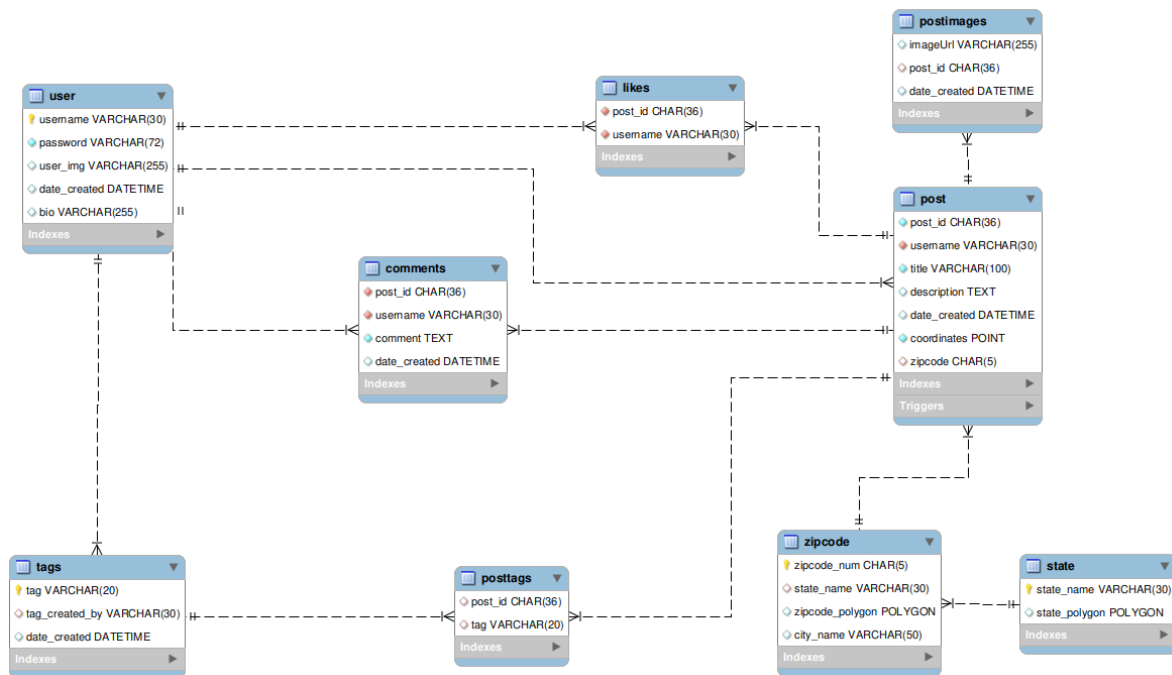 postimages
imageUrl VARCHAR(255)
post_id CHAR(36)
date_created DATETIME
Indexes
user
username VARCHAR(30)
password VARCHAR(72)
user_img VARCHAR(255)
date_created DATETIME
bio VARCHAR(255)
Indexes
likes
post_id CHAR(36)
username VARCHAR(30)
Indexes
post
post_id CHAR(36)
username VARCHAR(30)
title VARCHAR(100)
description TEXT
date_created DATETIME
coordinates POINT
zipcode CHAR(5)
Indexes
Triggers
comments
post_id CHAR(36)
username VARCHAR(30)
comment TEXT
date_created DATETIME
Indexes
tags
tag VARCHAR(20)
tag_created_by VARCHAR(30)
date_created DATETIME
Indexes
posttags
post_id CHAR(36)
tag VARCHAR(20)
Indexes
zipcode
zipcode_num CHAR(5)
state_name VARCHAR(30)
zipcode_polygon POLYGON
city_name VARCHAR(50)
Indexes
state
state_name VARCHAR(30)
state_polygon POLYGON
Indexes